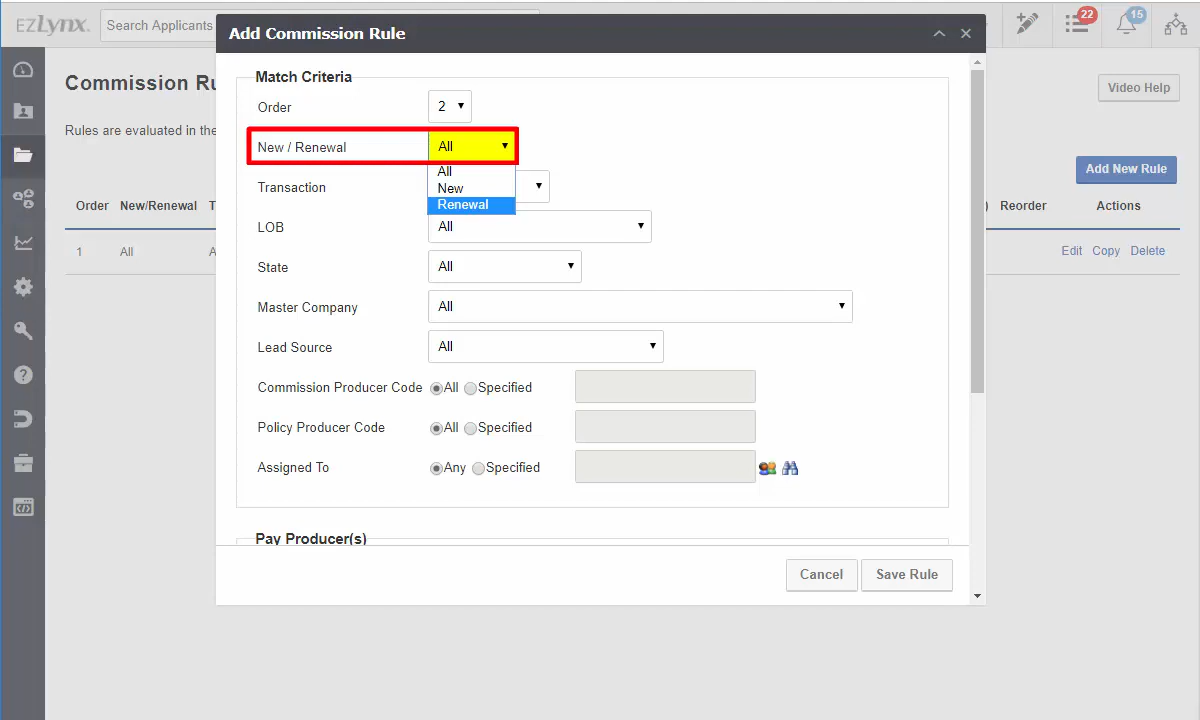 EZLynx.
Search Applicants
22
15
Add Commission Rule
Commission Ru
Video Help
Rules are evaluated in the
Add New Rule
Order New/Renewal T
) Reorder Actions
1 All A
Edit Copy Delete
Match Criteria
Order 2
New / Renewal All
All
New
Renewal
Transaction
LOB All
State All
Master Company All
Lead Source All
Commission Producer Code All Specified
Policy Producer Code All Specified
Assigned To Any Specified
Pay Producer(s)
Cancel Save Rule